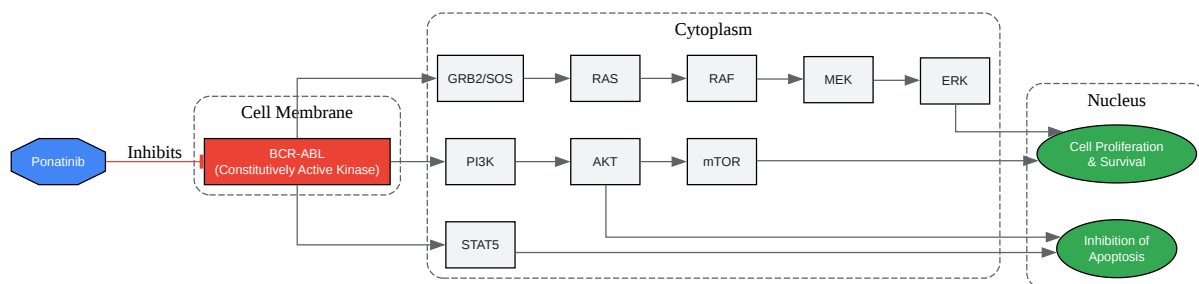 Cytoplasm
GRB2/SOS
RAS
RAF
MEK
ERK
Cell Membrane
Nucleus
Ponatinib
Inhibits
BCR-ABL
(Constitutively Active Kinase)
PI3K
AKT
mTOR
Cell Proliferation
& Survival
STAT5
Inhibition of
Apoptosis